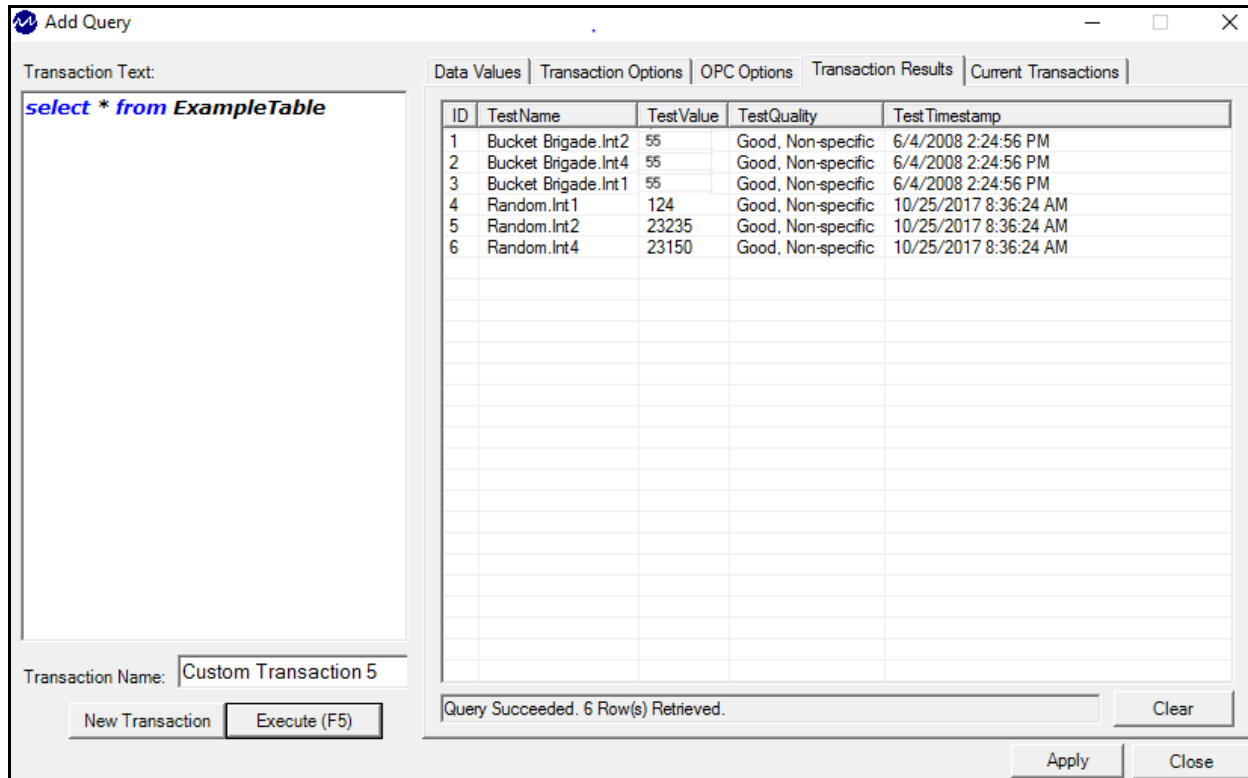 Add Query
Transaction Text:
select * from ExampleTable
Transaction Name: Custom Transaction 5
New Transaction Execute (F5)
Data Values Transaction Options OPC Options Transaction Results Current Transactions
ID TestName TestValue TestQuality TestTimestamp
1 Bucket Brigade.Int2 55 Good, Non-specific 6/4/2008 2:24:56 PM
2 Bucket Brigade.Int4 55 Good, Non-specific 6/4/2008 2:24:56 PM
3 Bucket Brigade.Int1 55 Good, Non-specific 6/4/2008 2:24:56 PM
4 Random.Int1 124 Good, Non-specific 10/25/2017 8:36:24 AM
5 Random.Int2 23235 Good, Non-specific 10/25/2017 8:36:24 AM
6 Random.Int4 23150 Good, Non-specific 10/25/2017 8:36:24 AM
Query Succeeded. 6 Row(s) Retrieved.
Clear
Apply Close